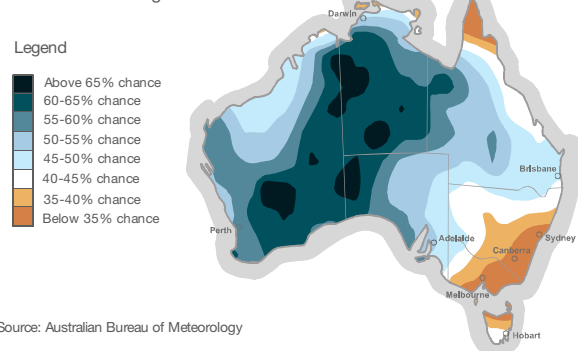 Legend
Above 65% chance
60-65% chance
55-60% chance
50-55% chance
45-50% chance
40-45% chance
35-40% chance
Below 35% chance
Darwin
Brisbane
Perth
Adelaide
Sydney
Canberra
Melbourne
Hobart
Source: Australian Bureau of Meteorology